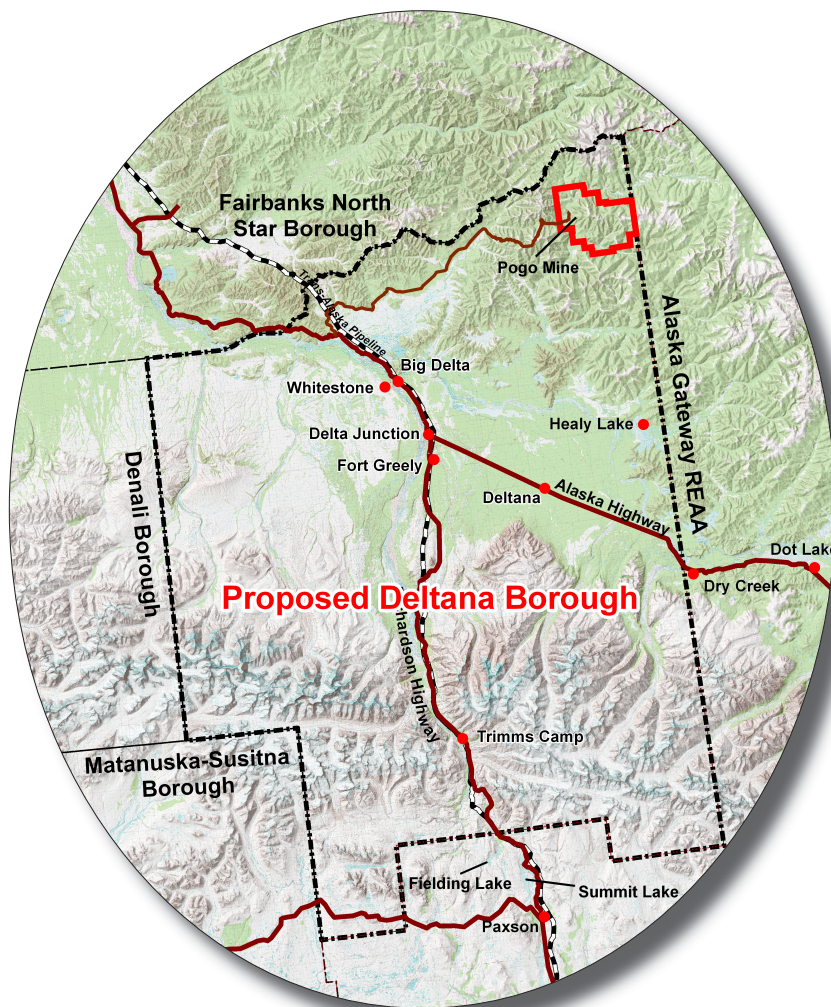 Fairbanks North
Star Borough
Pogo Mine
Trans-Alaska Pipeline
Alaska Gateway REAA
Big Delta
Whitestone
Healy Lake
Delta Junction
Fort Greely
Deltana
Alaska Highway
Denali Borough
Dot Lake
Dry Creek
Proposed Deltana Borough
hardson Highway
Trimms Camp
Matanuska-Susitna
Borough
Fielding Lake
Summit Lake
Paxson